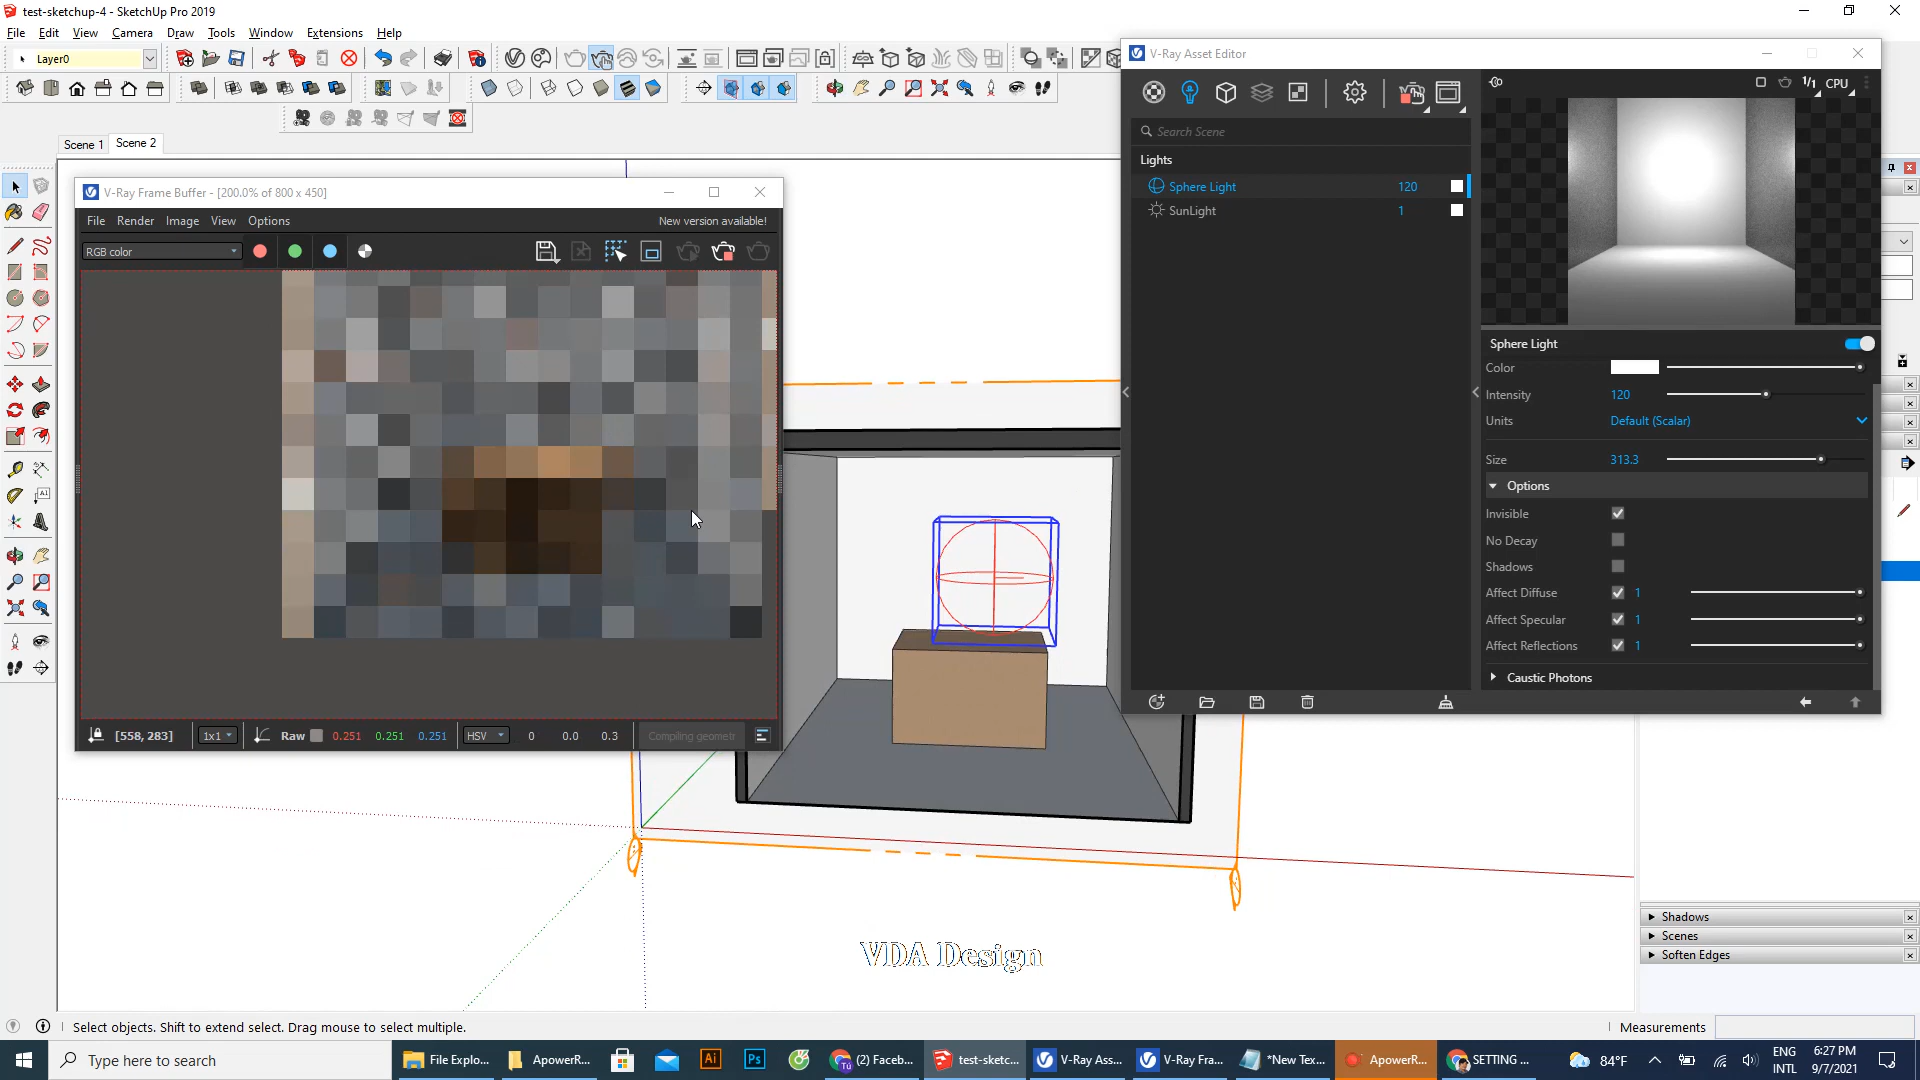 test-sketchup-4 - SketchUp Pro 2019
File Edit View Camera Draw Tools Window Extensions Help
Layer0
Scene 1 Scene 2
V-Ray Frame Buffer - [200.0% of 800 x 450]
File Render Image View Options New version available!
RGB color
[558, 283] 1x1 Raw 0.251 0.251 0.251 HSV 0 0.0 0.3 Compiling geometr
V-Ray Asset Editor
1/1 CPU
Search Scene
Lights
Sphere Light 120
SunLight 1
Sphere Light
Color
Intensity 120
Units Default (Scalar)
Size 313.3
Options
Invisible
No Decay
Shadows
Affect Diffuse 1
Affect Specular 1
Affect Reflections 1
Caustic Photons
A1
VDA Design
Shadows
Scenes
Soften Edges
Select objects. Shift to extend select. Drag mouse to select multiple. Measurements
Type here to search
File Explo... ApowerR... Ai Ps (2) Faceb... test-sketc... V-Ray Ass... V-Ray Fra... *New Tex... ApowerR... SETTING ... 84°F
ENG
INTL
6:27 PM
9/7/2021